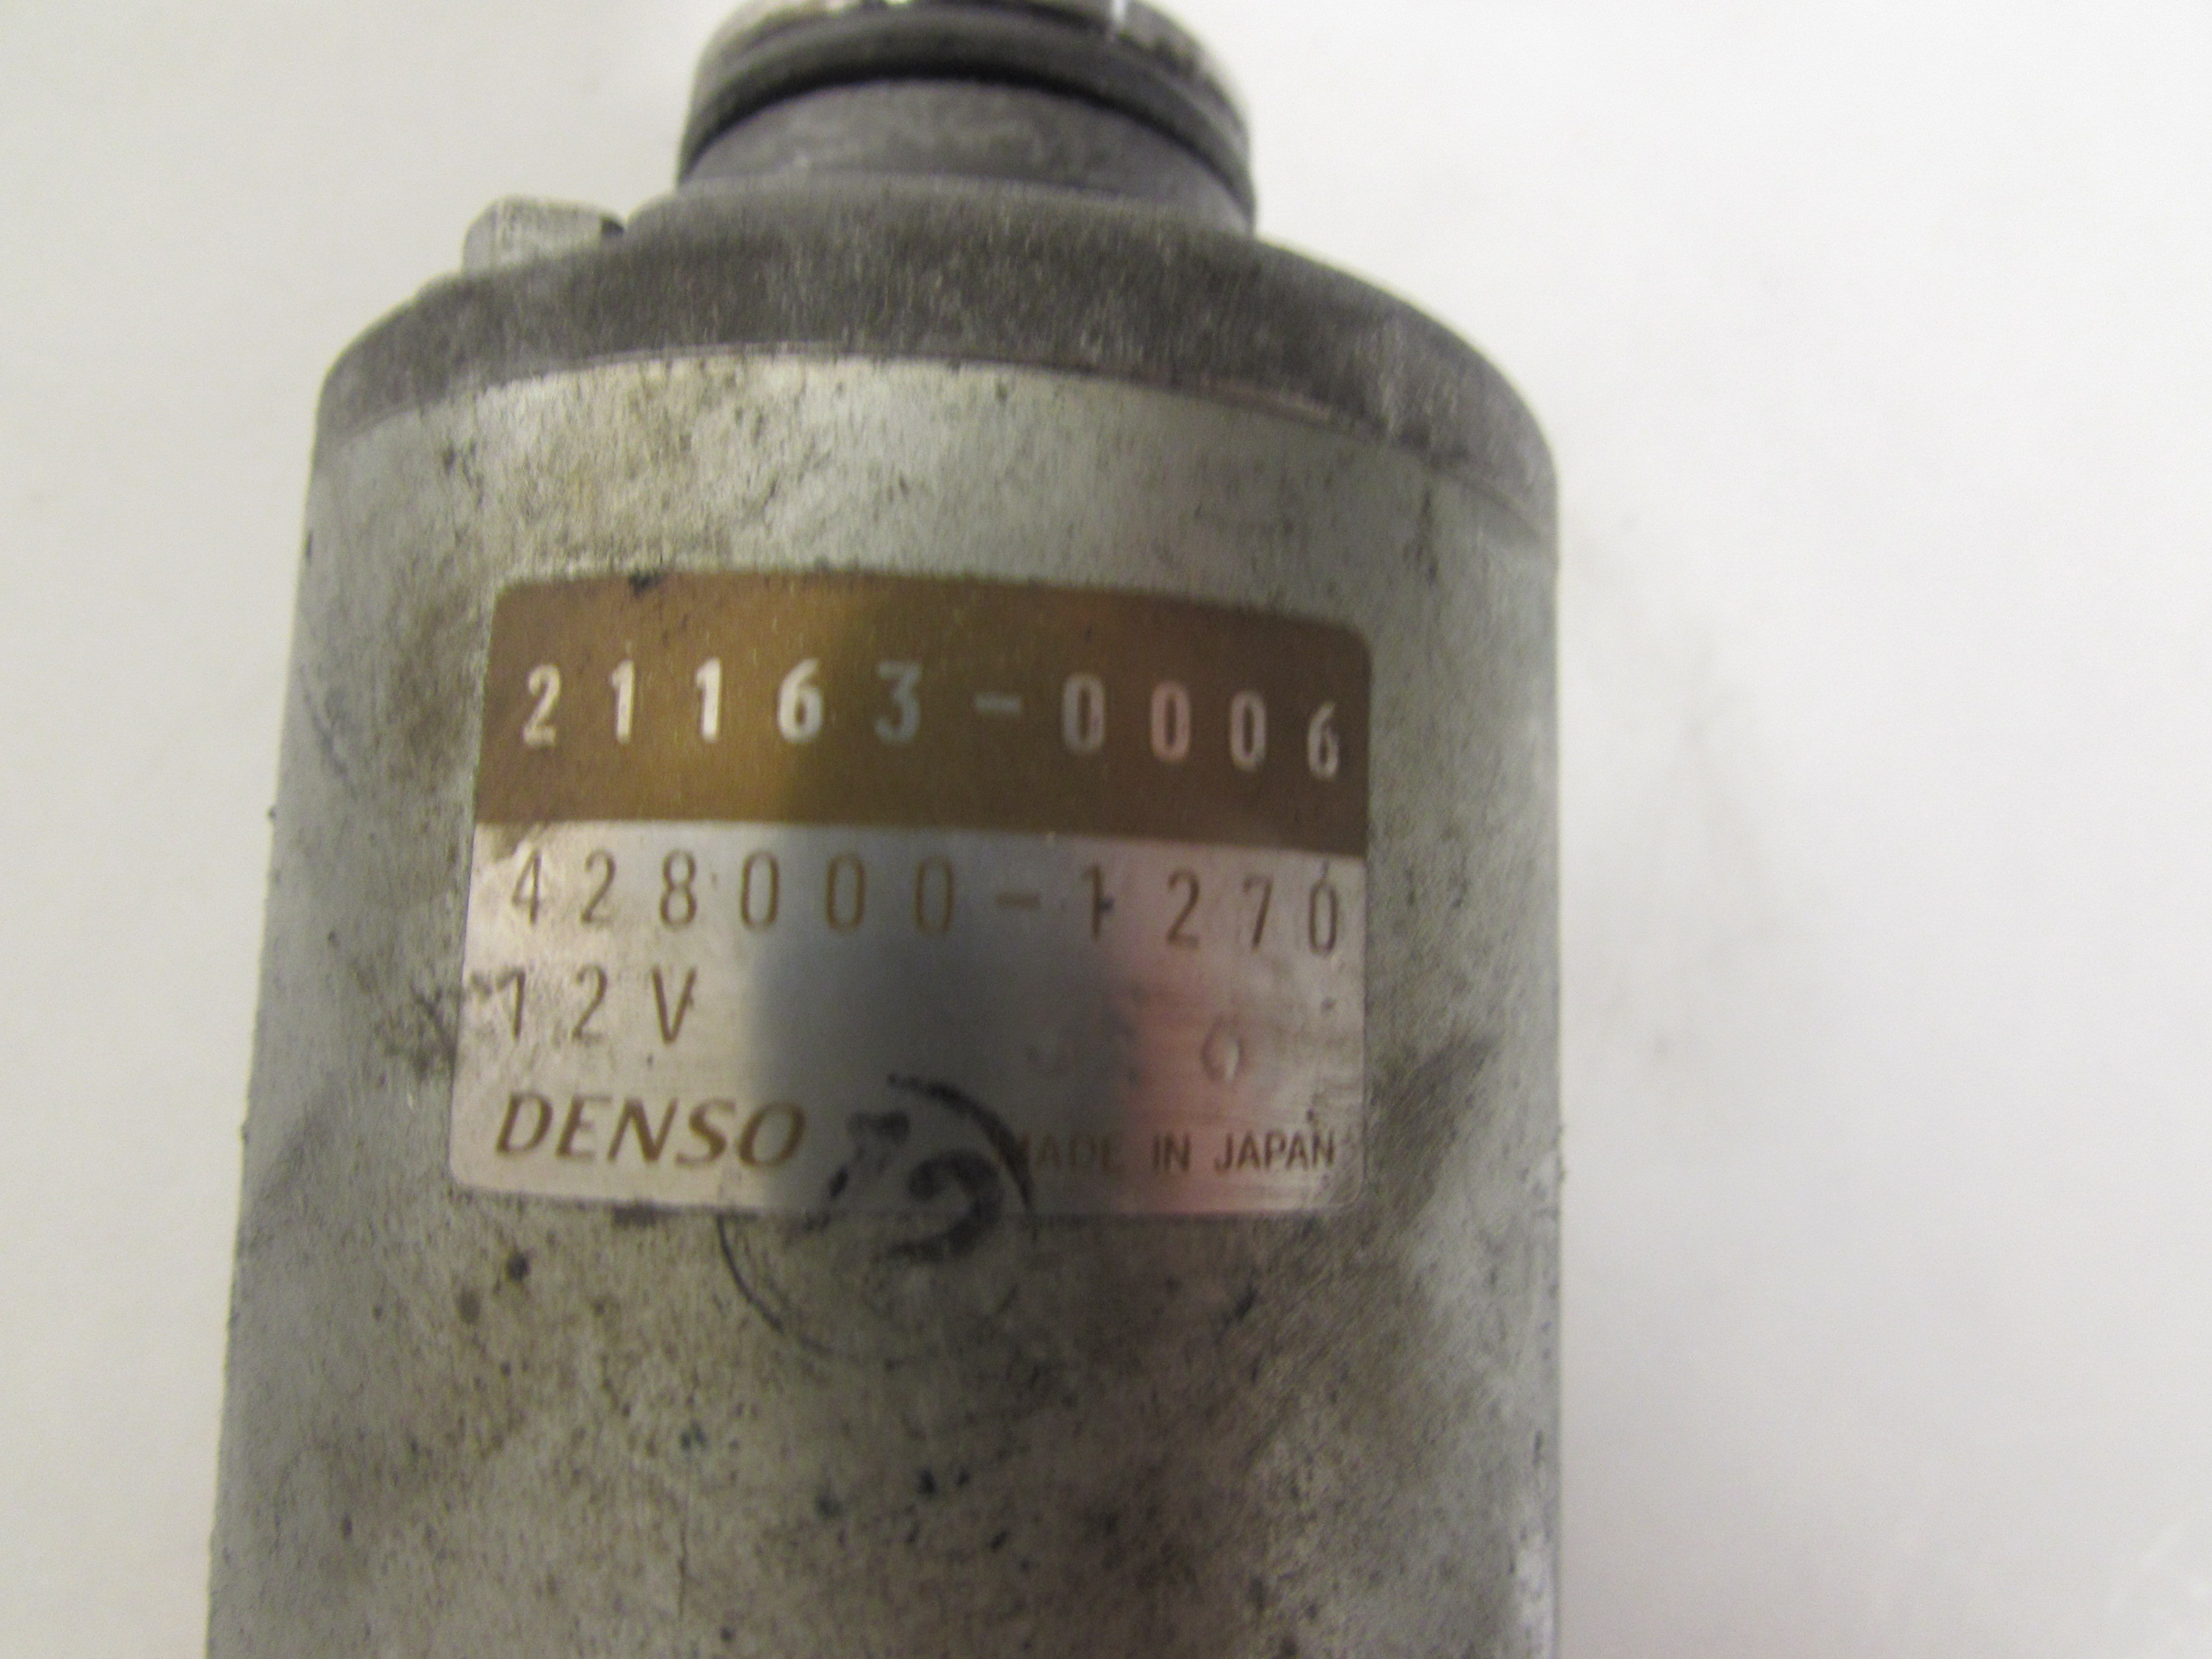 21163-0006
428000-1270
12V
DENSO MADE IN JAPAN